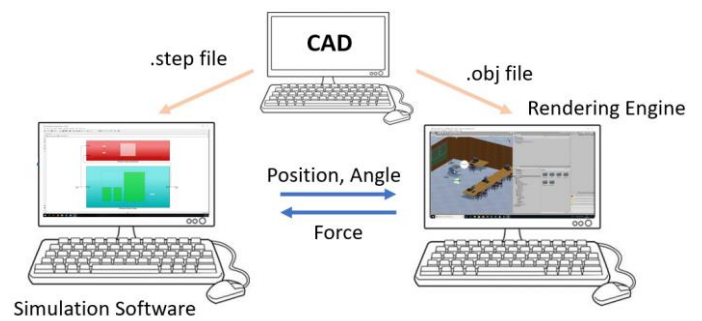 CAD
.step file
.obj file
Rendering Engine
Position, Angle
Force
Simulation Software